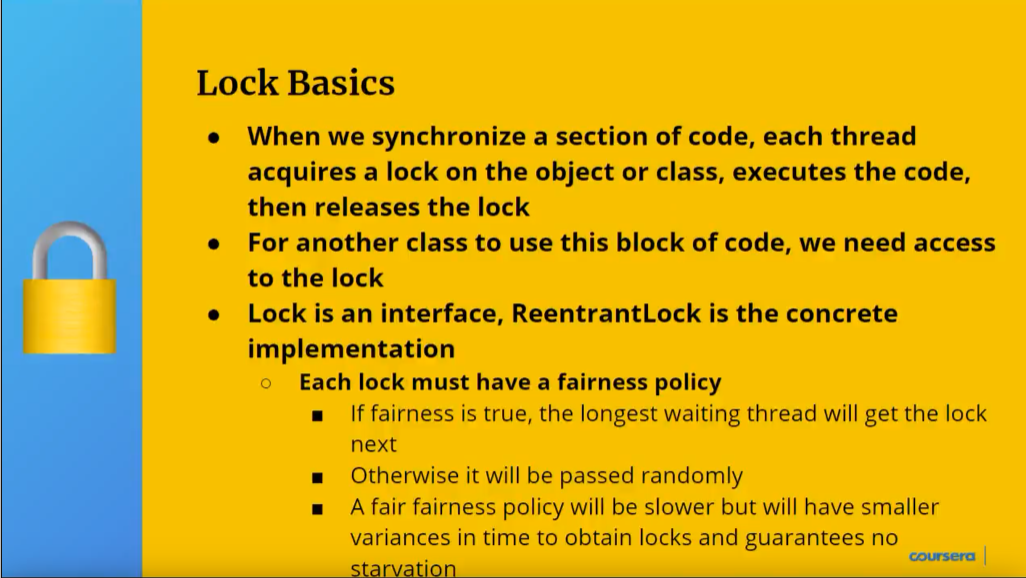 Lock Basics
● When we synchronize a section of code, each thread
acquires a lock on the object or class, executes the code,
then releases the lock
● For another class to use this block of code, we need access
to the lock
● Lock is an interface, ReentrantLock is the concrete
implementation
○ Each lock must have a fairness policy
■ If fairness is true, the longest waiting thread will get the lock
next
■ Otherwise it will be passed randomly
■ A fair fairness policy will be slower but will have smaller
variances in time to obtain locks and guarantees no
starvation
coursera